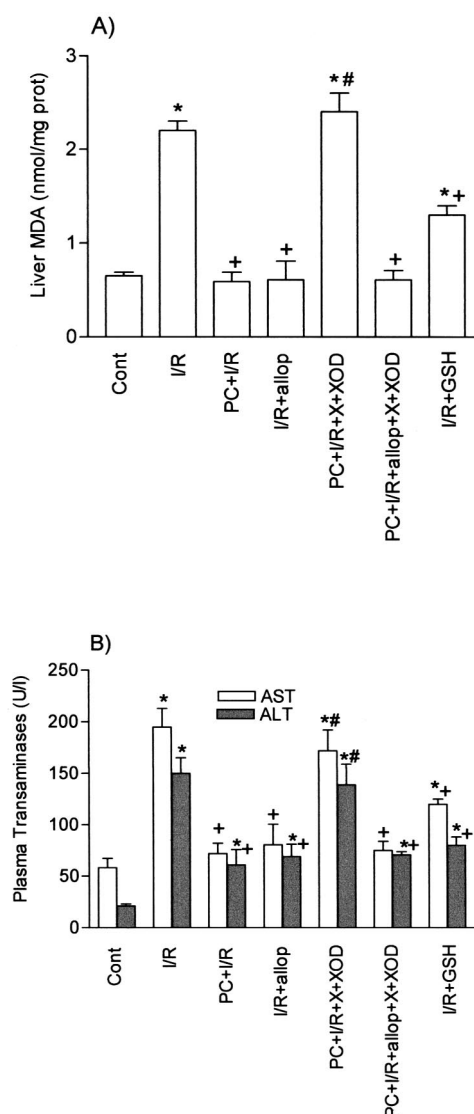 A)
Liver MDA (nmol/mg prot)
3
2
1
0
*
+
+
*#
+
*+
Cont
I/R
PC+I/R
I/R+allop
PC+I/R+X+XOD
PC+I/R+allop+X+XOD
I/R+GSH
B)
Plasma Transaminases (U/l)
250
200
150
100
50
0
AST
ALT
*
*
+
*+
+
*+
*#
*#
+
*+
*+
*+
Cont
I/R
PC+I/R
I/R+allop
PC+I/R+X+XOD
PC+I/R+allop+X+XOD
I/R+GSH